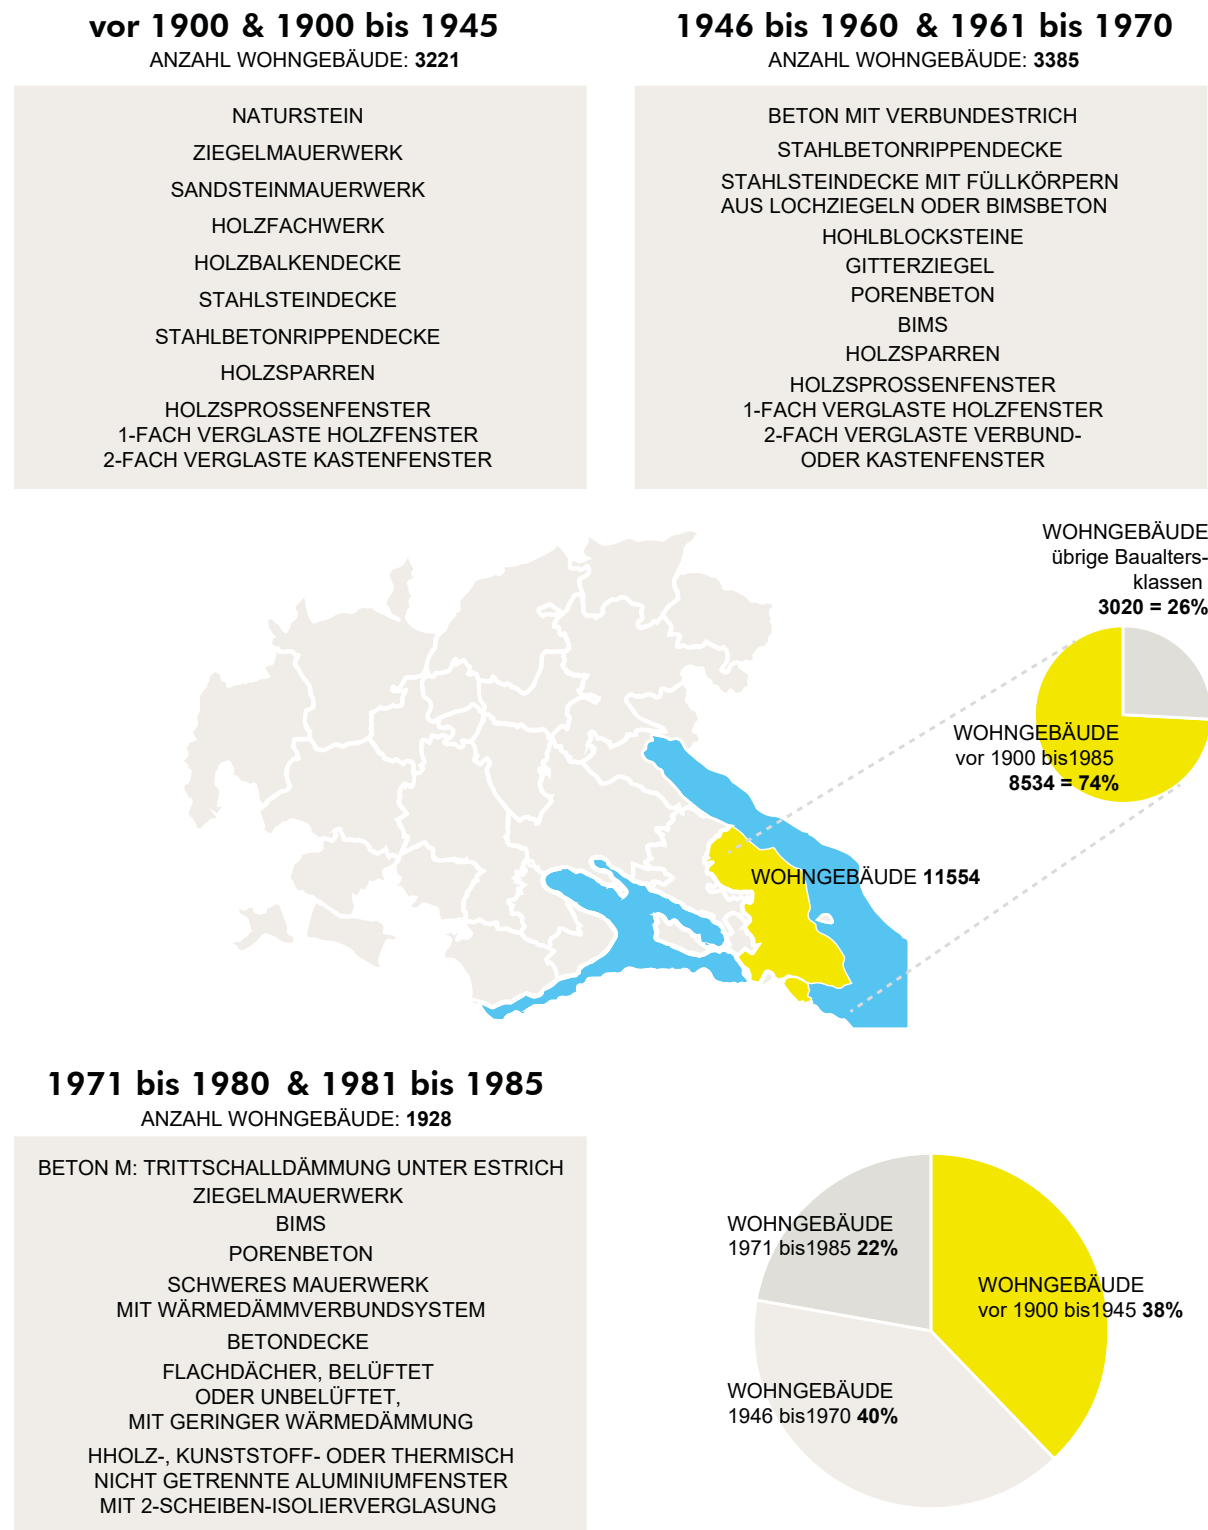 vor 1900 & 1900 bis 1945
ANZAHL WOHNGEBÄUDE: 3221
NATURSTEIN
ZIEGELMAUERWERK
SANDSTEINMAUERWERK
HOLZFACHWERK
HOLZBALKENDECKE
STAHLSTEINDECKE
STAHLBETONRIPPENDECKE
HOLZSPARREN
HOLZSPROSSENFENSTER
1-FACH VERGLASTE HOLZFENSTER
2-FACH VERGLASTE KASTENFENSTER
1946 bis 1960 & 1961 bis 1970
ANZAHL WOHNGEBÄUDE: 3385
BETON MIT VERBUNDESTRICH
STAHLBETONRIPPENDECKE
STAHLSTEINDECKE MIT FÜLLKÖRPERN
AUS LOCHZIEGELN ODER BIMSBETON
HOHLBLOCKSTEINE
GITTERZIEGEL
PORENBETON
BIMS
HOLZSPARREN
HOLZSPROSSENFENSTER
1-FACH VERGLASTE HOLZFENSTER
2-FACH VERGLASTE VERBUND-
ODER KASTENFENSTER
WOHNGEBÄUDE
übrige Baualters-
klassen
3020 = 26%
WOHNGEBÄUDE
vor 1900 bis1985
8534 = 74%
WOHNGEBÄUDE 11554
1971 bis 1980 & 1981 bis 1985
ANZAHL WOHNGEBÄUDE: 1928
BETON M: TRITTSCHALLDÄMMUNG UNTER ESTRICH
ZIEGELMAUERWERK
BIMS
PORENBETON
SCHWERES MAUERWERK
MIT WÄRMEDÄMMVERBUNDSYSTEM
BETONDECKE
FLACHDÄCHER, BELÜFTET
ODER UNBELÜFTET,
MIT GERINGER WÄRMEDÄMMUNG
HHOLZ-, KUNSTSTOFF- ODER THERMISCH
NICHT GETRENNTE ALUMINIUMFENSTER
MIT 2-SCHEIBEN-ISOLIERVERGLASUNG
WOHNGEBÄUDE
1971 bis1985 22%
WOHNGEBÄUDE
vor 1900 bis1945 38%
WOHNGEBÄUDE
1946 bis1970 40%